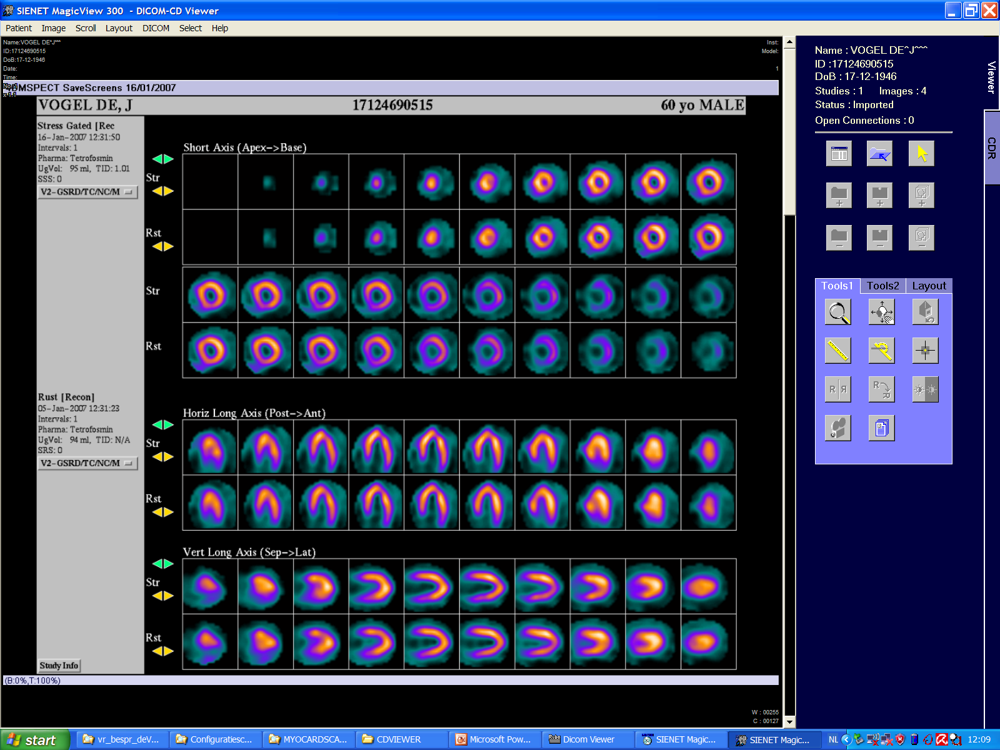 SIENET MagicView 300 - DICOM-CD Viewer
Patient Image Scroll Layout DICOM Select Help
Name:VOGEL DE^J^^^
ID:17124690515
DoB:17-12-1946
Date:
Time:
Inst:
Model:
1
MSPECT SaveScreens 16/01/2007
VOGEL DE, J 17124690515 60 yo MALE
Stress Gated [Rec
16-Jan-2007 12:31:50
Intervals: 1
Pharma: Tetrofosmin
UgVol: 95 ml, TID: 1.01
SSS: 0
V2-GSRD/TC/NC/M
Short Axis (Apex->Base)
Str
Rst
Str
Rst
Rust [Recon]
05-Jan-2007 12:31:23
Intervals: 1
Pharma: Tetrofosmin
UgVol: 94 ml, TID: N/A
SRS: 0
V2-GSRD/TC/NC/M
Horiz Long Axis (Post->Ant)
Str
Rst
Vert Long Axis (Sep->Lat)
Str
Rst
Study Info
(B:0%,T:100%)
W : 00255
C : 00127
Name : VOGEL DE^J^^^
ID :17124690515
DoB : 17-12-1946
Studies : 1 Images : 4
Status : Imported
Open Connections : 0
Viewer
CDR
Tools1 Tools2 Layout
R R
R R
start vr_bespr_deV... Configuratiesc... MYOCARDSCA... CDVIEWER Microsoft Pow... Dicom Viewer SIENET Magic... SIENET Magic... NL 12:09